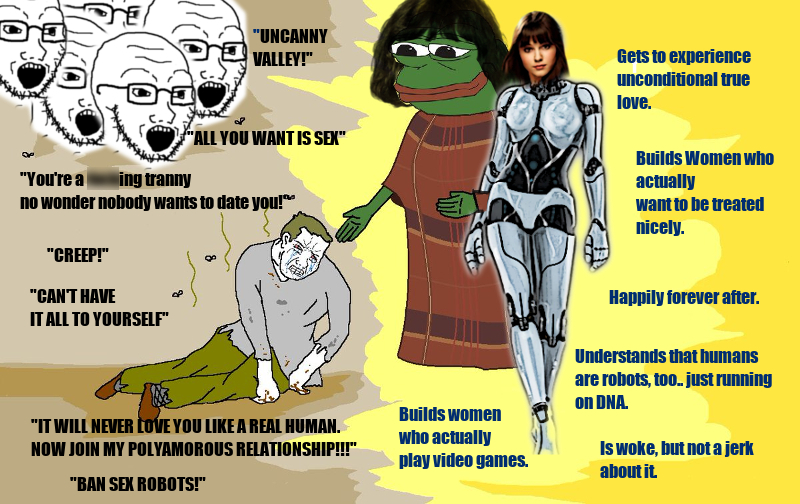 "UNCANNY
VALLEY!"
"ALL YOU WANT IS SEX"
"You're a ing tranny
no wonder nobody wants to date you!"
"CREEP!"
"CAN'T HAVE
IT ALL TO YOURSELF"
"IT WILL NEVER LOVE YOU LIKE A REAL HUMAN.
NOW JOIN MY POLYAMOROUS RELATIONSHIP!!!"
"BAN SEX ROBOTS!"
Gets to experience
unconditional true
love.
Builds Women who
actually
want to be treated
nicely.
Happily forever after.
Understands that humans
are robots, too.. just running
on DNA.
Builds women
who actually
play video games.
Is woke, but not a jerk
about it.